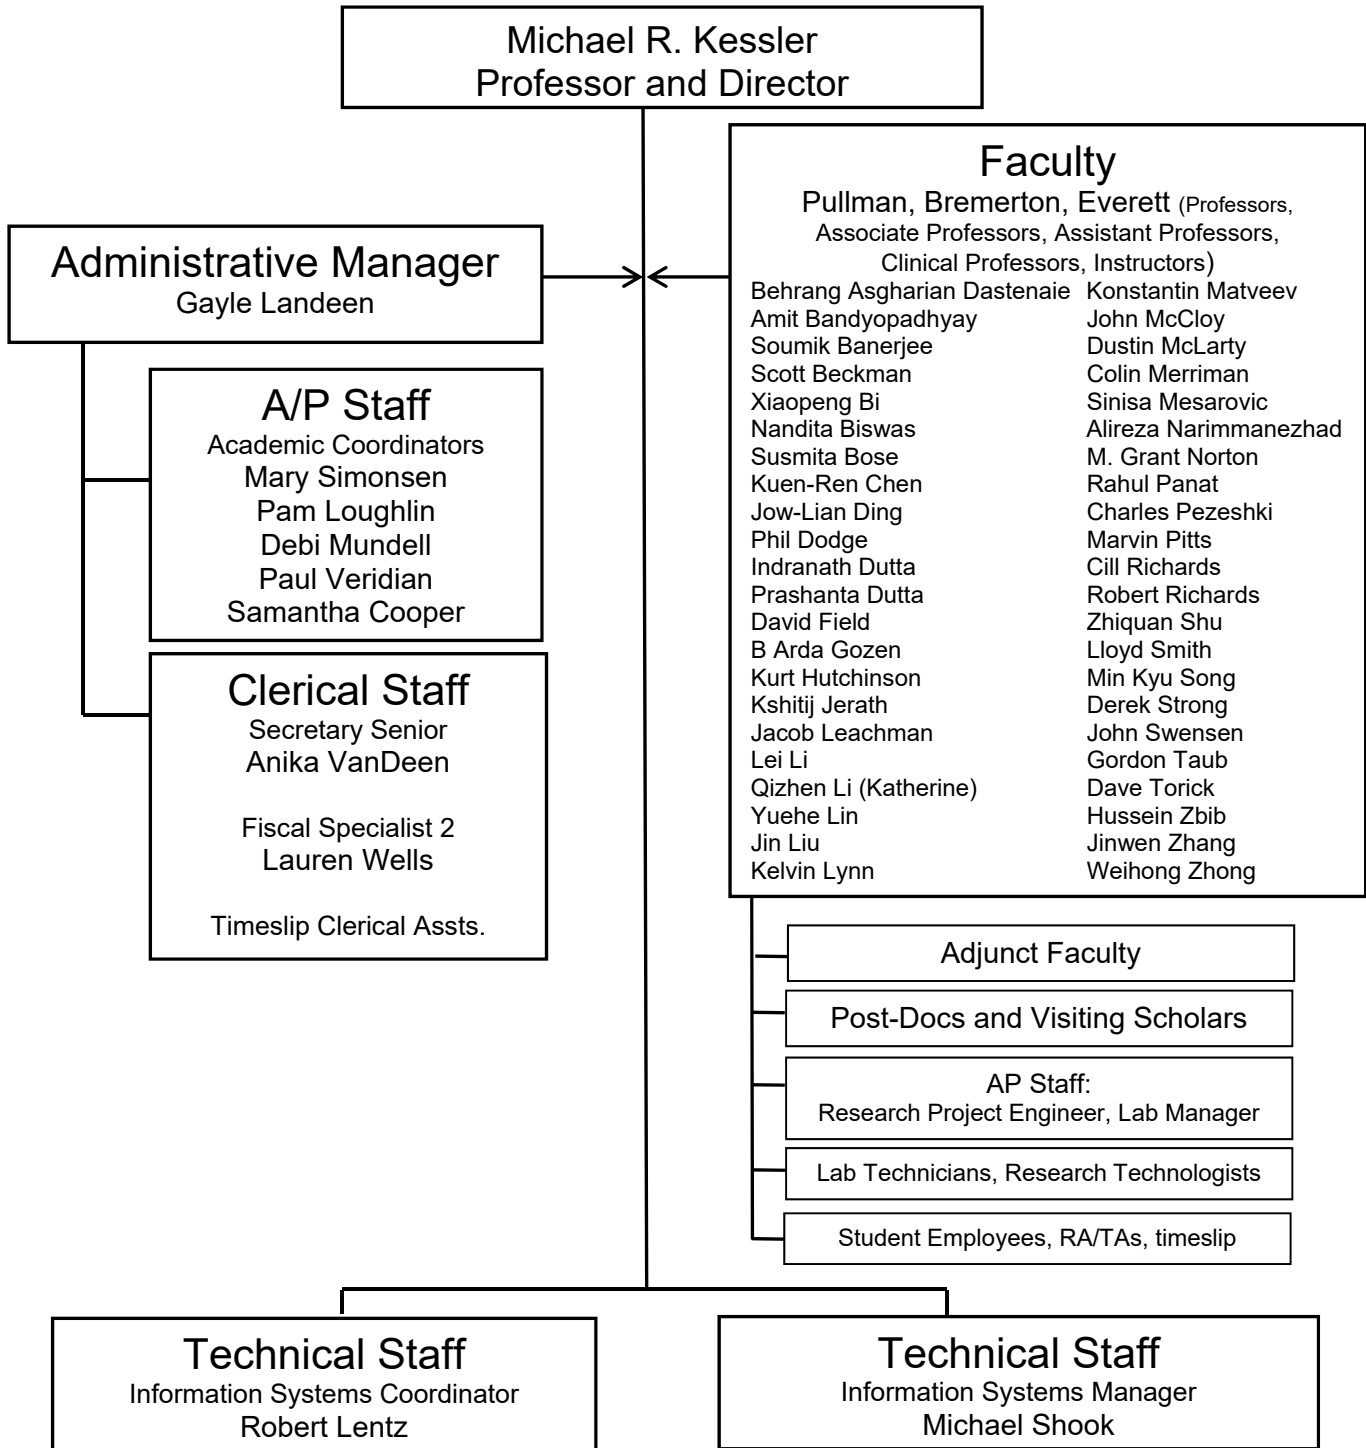 Michael R. Kessler
Professor and Director
Faculty
Pullman, Bremerton, Everett (Professors,
Associate Professors, Assistant Professors,
Clinical Professors, Instructors)
Behrang Asgharian Dastenaie Konstantin Matveev
Amit Bandyopadhyay John McCloy
Soumik Banerjee Dustin McLarty
Scott Beckman Colin Merriman
Xiaopeng Bi Sinisa Mesarovic
Nandita Biswas Alireza Narimmanezhad
Susmita Bose M. Grant Norton
Kuen-Ren Chen Rahul Panat
Jow-Lian Ding Charles Pezeshki
Phil Dodge Marvin Pitts
Indranath Dutta Cill Richards
Prashanta Dutta Robert Richards
David Field Zhiquan Shu
B Arda Gozen Lloyd Smith
Kurt Hutchinson Min Kyu Song
Kshitij Jerath Derek Strong
Jacob Leachman John Swensen
Lei Li Gordon Taub
Qizhen Li (Katherine) Dave Torick
Yuehe Lin Hussein Zbib
Jin Liu Jinwen Zhang
Kelvin Lynn Weihong Zhong
Administrative Manager
Gayle Landeen
A/P Staff
Academic Coordinators
Mary Simonsen
Pam Loughlin
Debi Mundell
Paul Veridian
Samantha Cooper
Clerical Staff
Secretary Senior
Anika VanDeen
Fiscal Specialist 2
Lauren Wells
Timeslip Clerical Assts.
Adjunct Faculty
Post-Docs and Visiting Scholars
AP Staff:
Research Project Engineer, Lab Manager
Lab Technicians, Research Technologists
Student Employees, RA/TAs, timeslip
Technical Staff
Information Systems Coordinator
Robert Lentz
Technical Staff
Information Systems Manager
Michael Shook